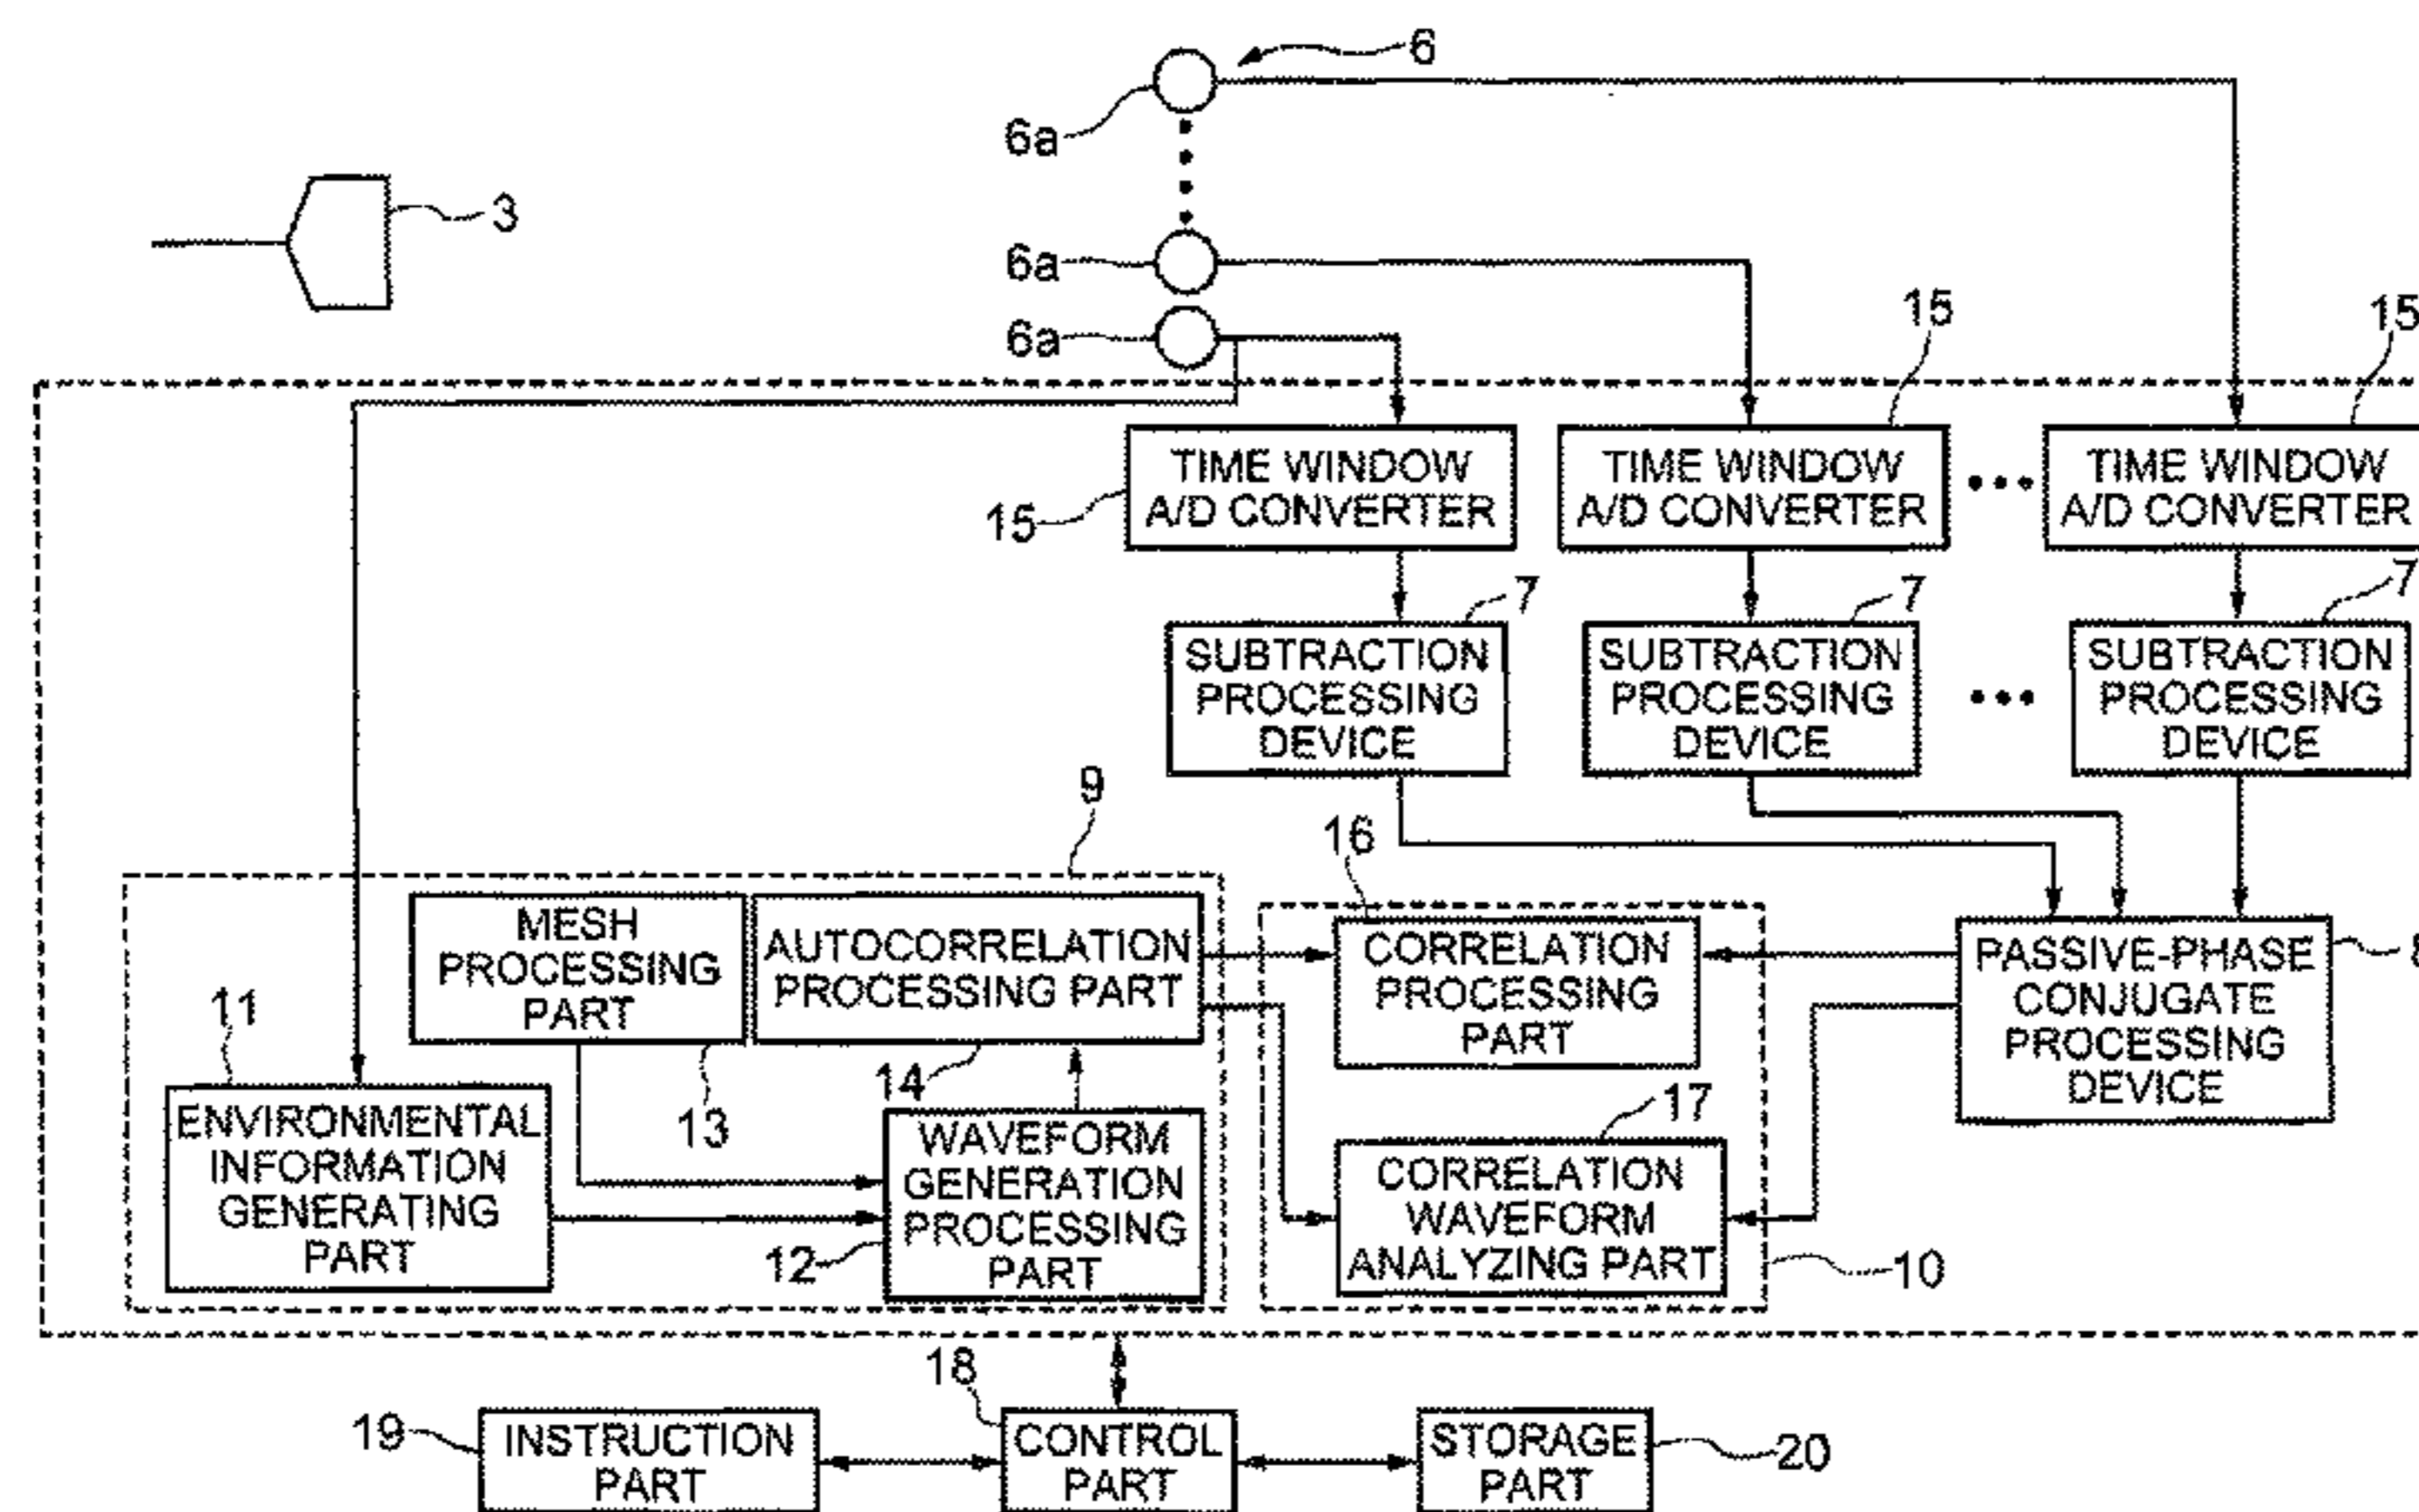 6
6a
3
6a
6a
15
15
TIME WINDOW
A/D CONVERTER
TIME WINDOW
A/D CONVERTER
TIME WINDOW
A/D CONVERTER
15
7
7
7
SUBTRACTION
PROCESSING
DEVICE
SUBTRACTION
PROCESSING
DEVICE
SUBTRACTION
PROCESSING
DEVICE
9
16
MESH
PROCESSING
PART
AUTOCORRELATION
PROCESSING PART
CORRELATION
PROCESSING
PART
PASSIVE-PHASE
CONJUGATE
PROCESSING
DEVICE
8
11
14
13
17
ENVIRONMENTAL
INFORMATION
GENERATING
PART
WAVEFORM
GENERATION
PROCESSING
PART
12
CORRELATION
WAVEFORM
ANALYZING PART
10
18
19
INSTRUCTION
PART
CONTROL
PART
STORAGE
PART
20